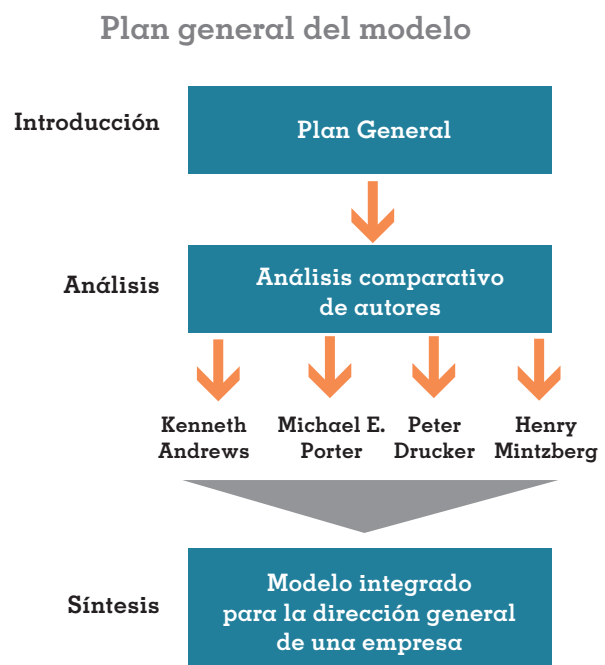 Plan general del modelo
Introducción
Plan General
Análisis
Análisis comparativo
de autores
Kenneth
Andrews
Michael E.
Porter
Peter
Drucker
Henry
Mintzberg
Síntesis
Modelo integrado
para la dirección general
de una empresa